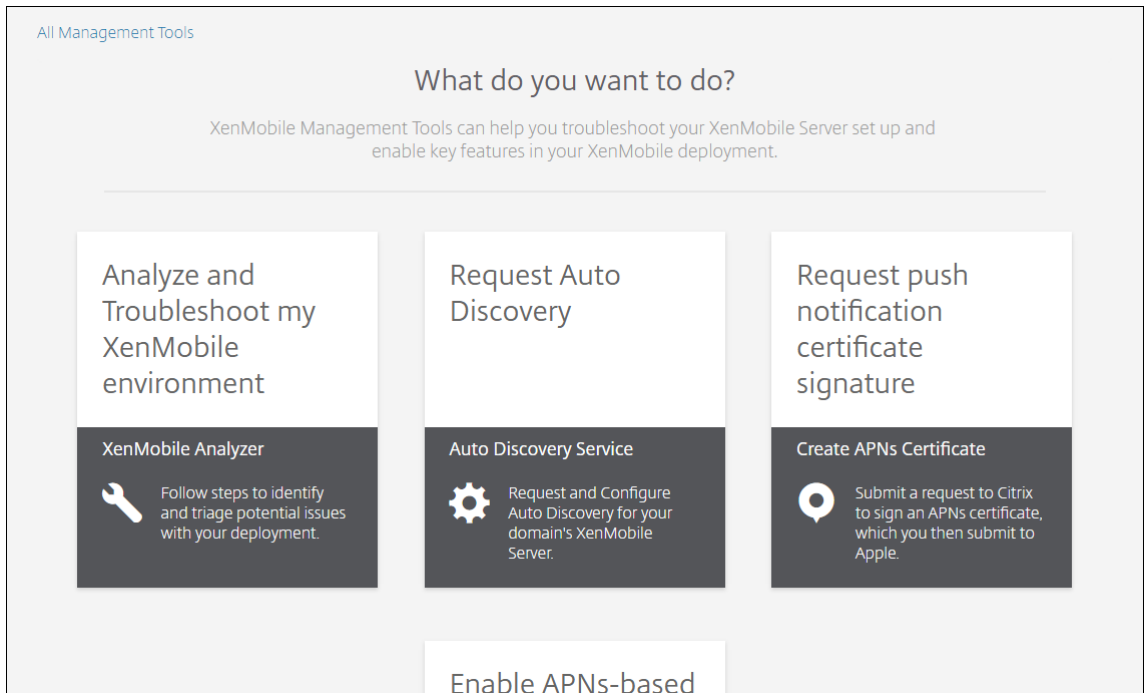 All Management Tools
What do you want to do?
XenMobile Management Tools can help you troubleshoot your XenMobile Server set up and
enable key features in your XenMobile deployment.
Analyze and
Troubleshoot my
XenMobile
environment
XenMobile Analyzer
Follow steps to identify
and triage potential issues
with your deployment.
Request Auto
Discovery
Auto Discovery Service
Request and Configure
Auto Discovery for your
domain's XenMobile
Server.
Request push
notification
certificate
signature
Create APNs Certificate
Submit a request to Citrix
to sign an APNs certificate,
which you then submit to
Apple.
Enable APNs-based